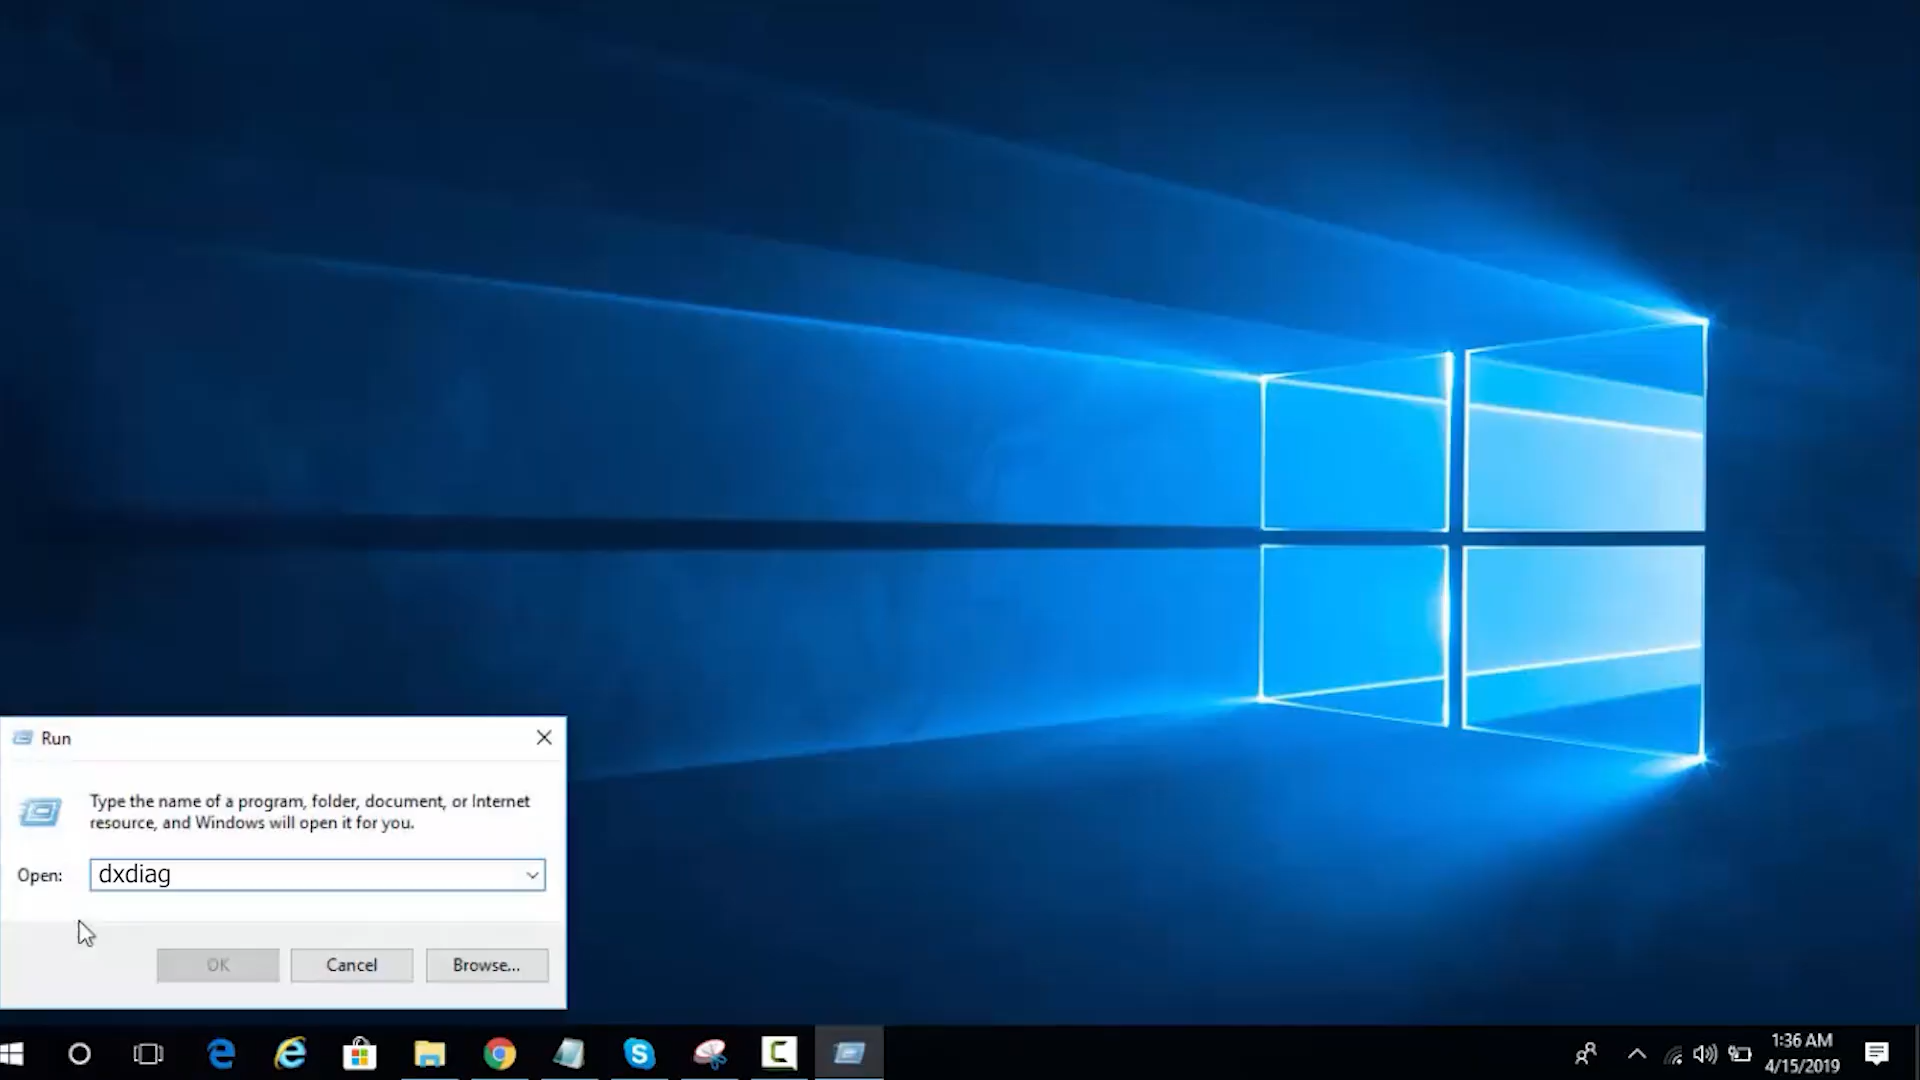 Run
Type the name of a program, folder, document, or Internet
resource, and Windows will open it for you.
Open:
dxdiag
OK
Cancel
Browse...
1:36 AM
4/15/2019